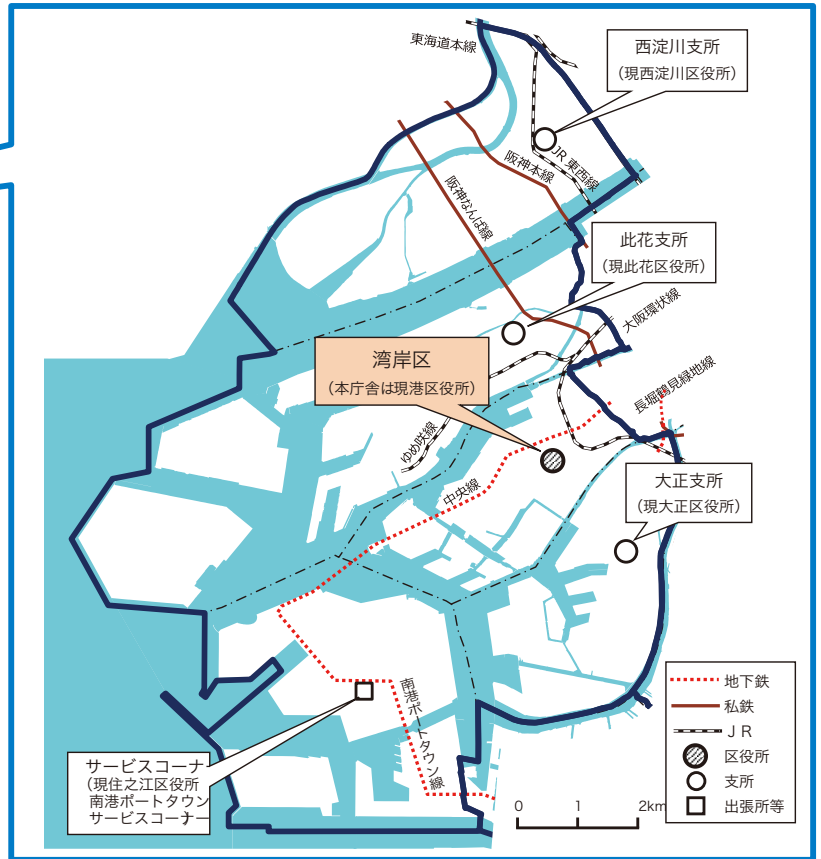 東海道本線
西淀川支所
(現西淀川区役所)
JR東西線
阪神本線
阪神なんば線
此花支所
(現此花区役所)
大阪環状線
湾岸区
(本庁舎は現港区役所)
長堀鶴見緑地線
ゆめ咲線
中央線
大正支所
(現大正区役所)
南港ポートタウン線
サービスコーナー
(現住之江区役所
南港ポートタウン
サービスコーナー
地下鉄
私鉄
JR
区役所
支所
出張所等
0 1 2km